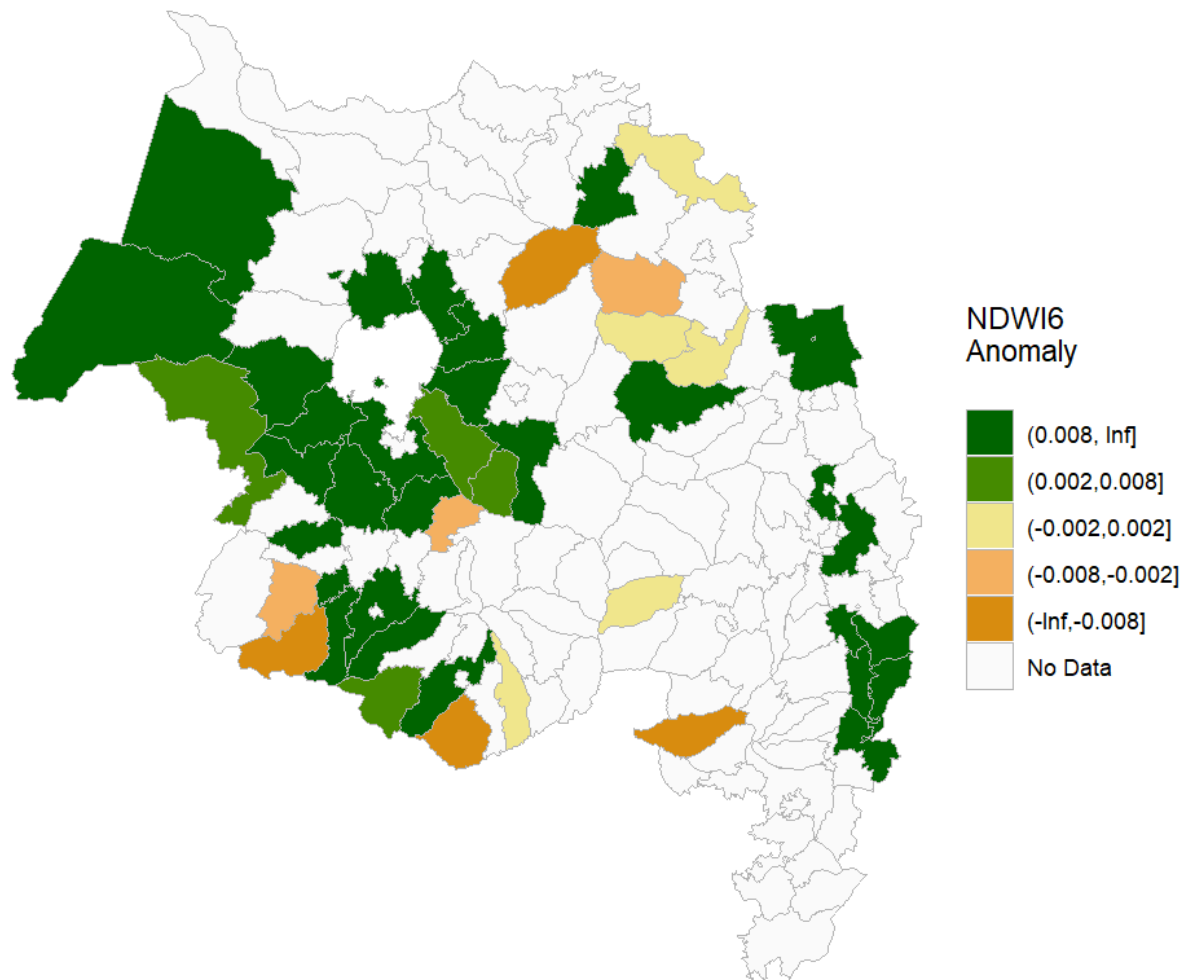 NDWI6
Anomaly
(0.008, Inf]
(0.002,0.008]
(-0.002,0.002]
(-0.008,-0.002]
(-Inf,-0.008]
No Data